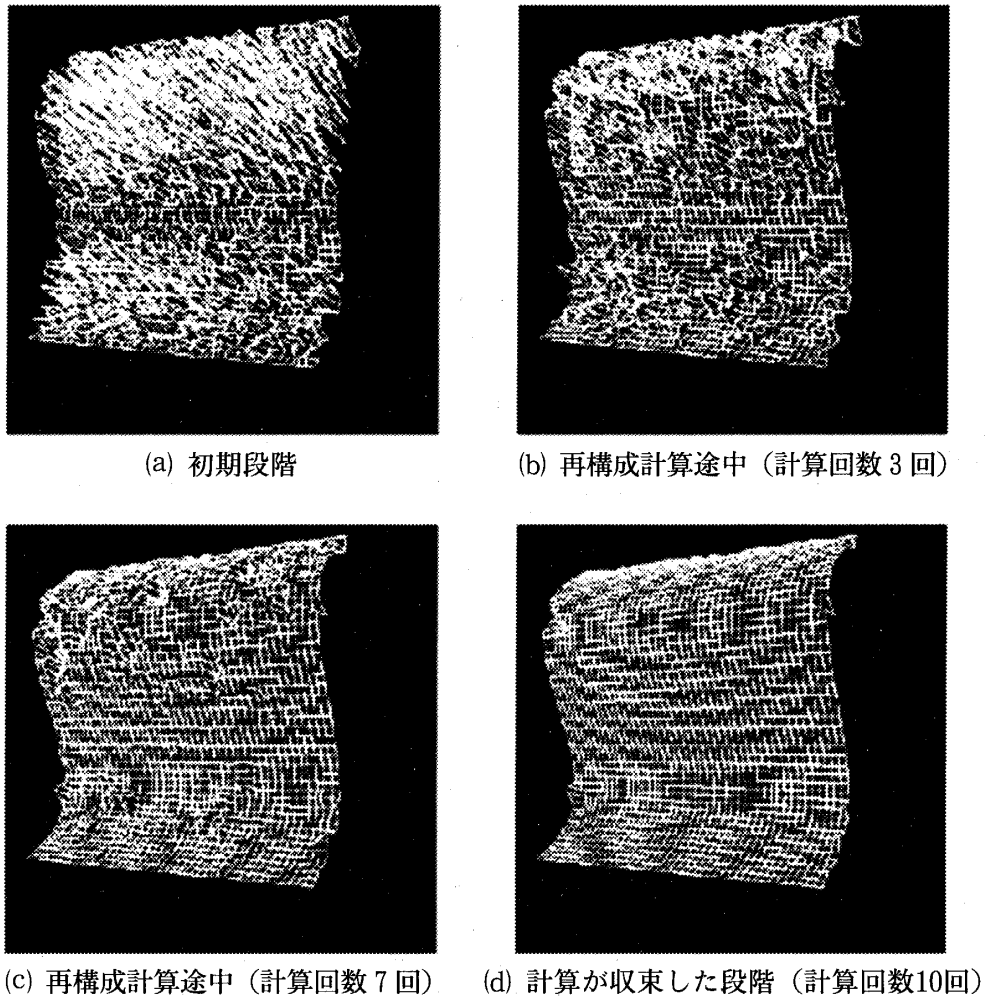 (a) 初期段階
(b) 再構成計算途中(計算回数3回)
(c) 再構成計算途中(計算回数7回)
(d) 計算が収束した段階(計算回数10回)